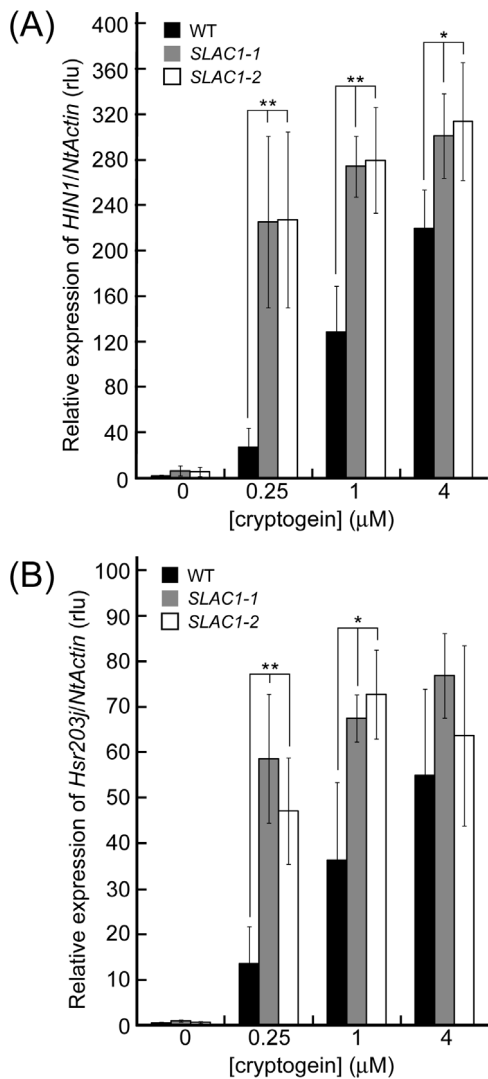 (A)
WT
SLAC1-1
SLAC1-2
Relative expression of HIN1/NtActin (rlu)
400
360
320
280
240
200
160
120
80
40
0
**
**
*
0 0.25 1 4
[cryptogein] (μM)
(B)
WT
SLAC1-1
SLAC1-2
Relative expression of Hsr203j/NtActin (rlu)
100
90
80
70
60
50
40
30
20
10
0
**
*
0 0.25 1 4
[cryptogein] (μM)